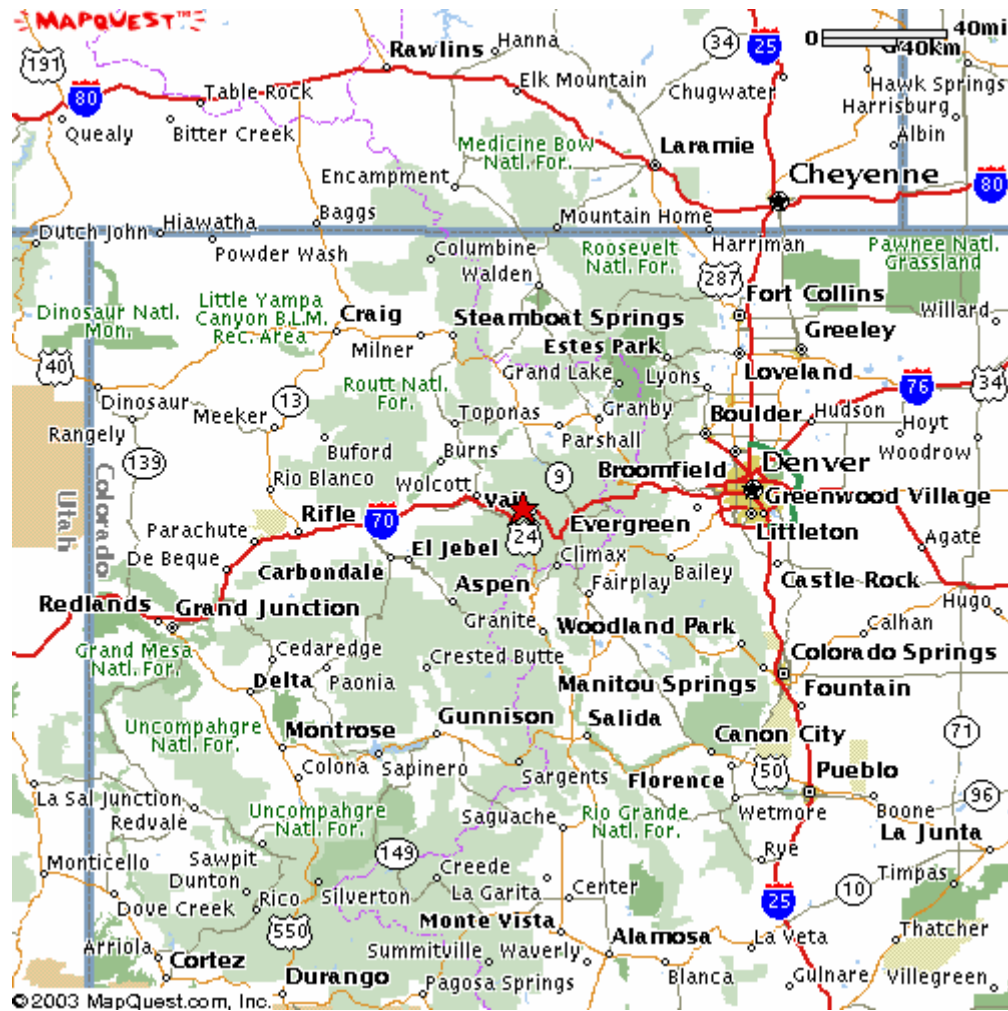 MAPQUEST™
191
80
Table Rock
Quealy
Bitter Creek
Rawlins
Hanna
Elk Mountain
34
25
Chugwater
0
40mi
40km
Hawk Springs
Harrisburg
Albin
Medicine Bow
Natl. For.
Laramie
Encampment
Cheyenne
80
Dutch John
Hiawatha
Baggs
Powder Wash
Mountain Home
Columbine
Walden
Roosevelt
Natl. For.
Harriman
287
Pawnee Natl.
Grassland
Dinosaur Natl.
Mon.
Little Yampa
Canyon B.L.M.
Rec. Area
Craig
Milner
Steamboat Springs
Fort Collins
Willard
Greeley
Estes Park
Loveland
40
Routt Natl.
For.
Grand Lake
Lyons
76
34
Dinosaur
Meeker
13
Toponas
Granby
Boulder
Hudson
Hoyt
Rangely
Buford
Parshall
Woodrow
139
Burns
Rio Blanco
9
Broomfield
Denver
Colorado
Utah
Wolcott
Vail
Greenwood Village
Parachute
Rifle
70
24
Evergreen
Littleton
De Beque
El Jebel
Climax
Agate
Carbondale
Aspen
Fairplay
Bailey
Castle Rock
Redlands
Grand Junction
Granite
Woodland Park
Calhan
Hugo
Grand Mesa
Natl. For.
Cedaredge
Crested Butte
Colorado Springs
Delta
Paonia
Manitou Springs
Fountain
Uncompahgre
Natl. For.
Montrose
Gunnison
Salida
Canon City
71
Colona
Sapinero
Sargents
Florence
50
Pueblo
La Sal Junction
Redvale
Uncompahgre
Natl. For.
Saguache
Rio Grande
Natl. For.
Wetmore
Boone
96
La Junta
Sawpit
149
Rye
Monticello
Dunton
Creede
Timpas
Dove Creek
Rico
Silverton
La Garita
Center
25
10
550
Monte Vista
Thatcher
Arriola
Summitville
Waverly
Alamosa
La Veta
Cortez
Durango
Pagosa Springs
Blanca
Gulnare
Villegreen
©2003 MapQuest.com, Inc.